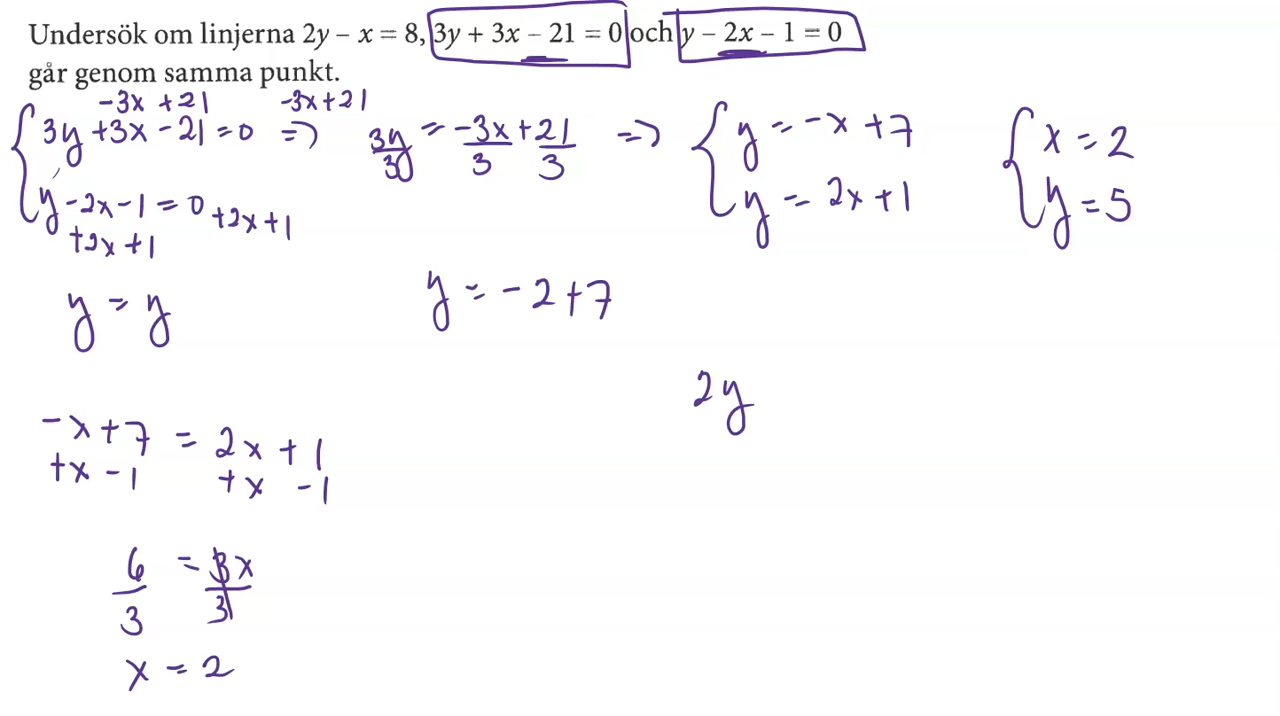 Undersök om linjerna 2y – x = 8, 3y + 3x – 21 = 0 och y – 2x – 1 = 0
går genom samma punkt.
-3x +21 -3x+21
3y +3x -21 = 0 => 3y/3 = -3x/3 + 21/3 => y = -x +7 x = 2
y -2x -1 = 0 +2x+1 y = 2x +1 y = 5
+2x +1
y = y y = -2+7
2y
-x +7 = 2x + 1
+x -1 +x -1
6/3 = 3x/3
x = 2